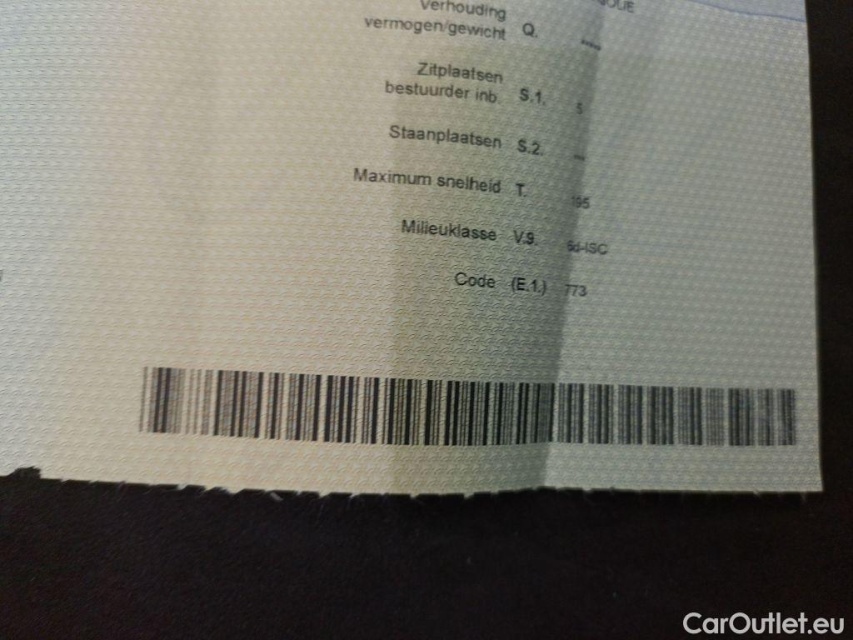 Verhouding
vermogen/gewicht Q. ----
Zitplaatsen
bestuurder inb. S.1. 5
Staanplaatsen S.2. ---
Maximum snelheid T. 195
Milieuklasse V.9. 6d-ISC
Code (E.1.) 773
CarOutlet.eu